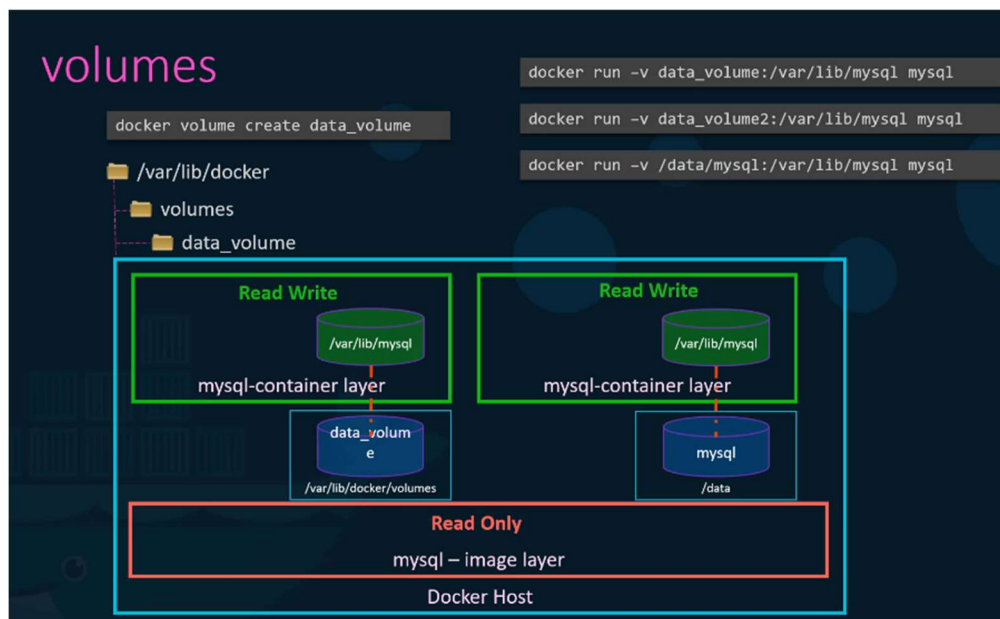 volumes
docker volume create data_volume
docker run –v data_volume:/var/lib/mysql mysql
docker run –v data_volume2:/var/lib/mysql mysql
docker run –v /data/mysql:/var/lib/mysql mysql
/var/lib/docker
volumes
data_volume
Read Write
/var/lib/mysql
mysql-container layer
data_volum
e
/var/lib/docker/volumes
Read Write
/var/lib/mysql
mysql-container layer
mysql
/data
Read Only
mysql – image layer
Docker Host